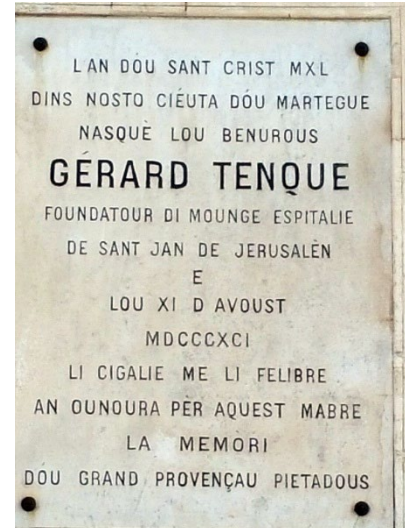 L AN DÓU SANT CRIST MXL
DINS NOSTO CIÉUTA DÓU MARTEGUE
NASQUÈ LOU BENUROUS
GÉRARD TENQUE
FOUNDATOUR DI MOUNGE ESPITALIE
DE SANT JAN DE JERUSALÈN
E
LOU XI D AVOUST
MDCCCXCI
LI CIGALIE ME LI FELIBRE
AN OUNOURA PÈR AQUEST MABRE
LA MEMÒRI
DÓU GRAND PROVENÇAU PIETADOUS